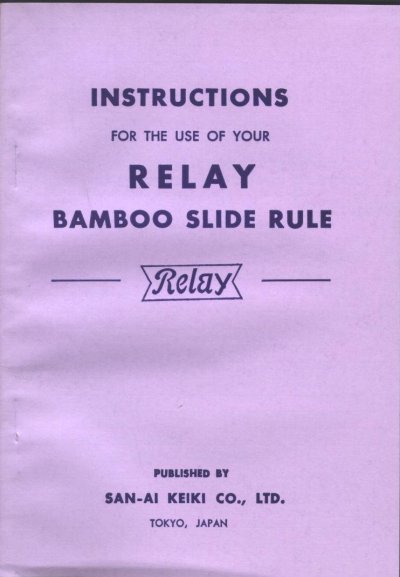 INSTRUCTIONS
FOR THE USE OF YOUR
RELAY
BAMBOO SLIDE RULE
Relay
PUBLISHED BY
SAN-AI KEIKI CO., LTD.
TOKYO, JAPAN